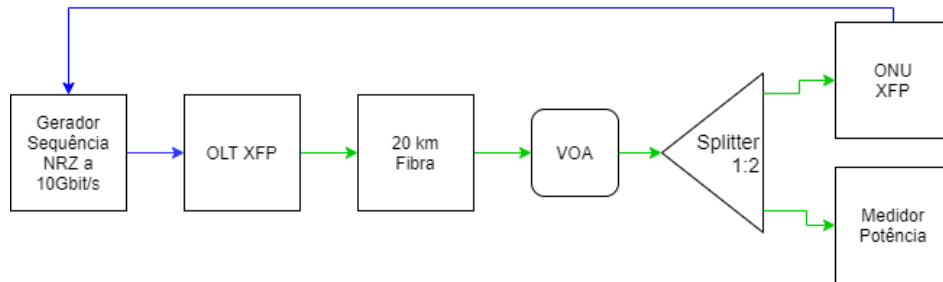 Gerador
Sequência
NRZ a
10Gbit/s
OLT XFP
20 km
Fibra
VOA
Splitter
1:2
ONU
XFP
Medidor
Potência